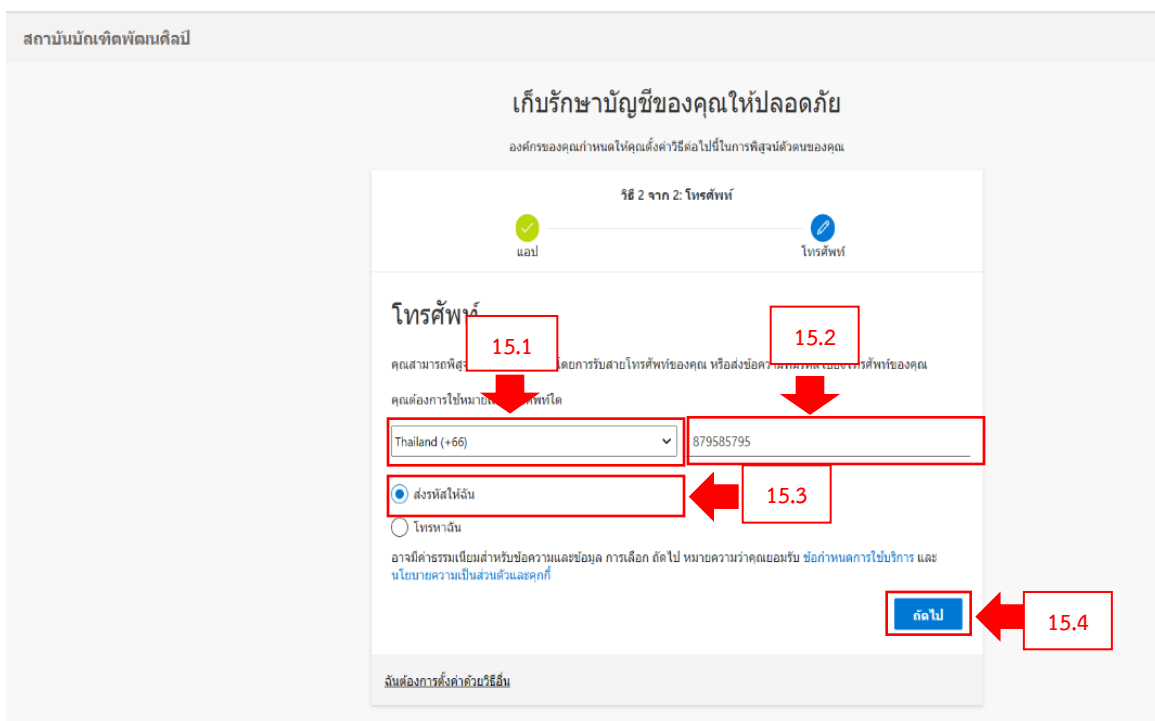 สถาบันบัณฑิตพัฒนศิลป์
เก็บรักษาบัญชีของคุณให้ปลอดภัย
องค์กรของคุณกำหนดให้คุณตั้งค่าวิธีต่อไปนี้ในการพิสูจน์ตัวตนของคุณ
วิธี 2 จาก 2: โทรศัพท์
แอป
โทรศัพท์
โทรศัพท์
15.1
15.2
คุณสามารถพิสู โดยการรับสายโทรศัพท์ของคุณ หรือส่งข้อความ โทรศัพท์ของคุณ
คุณต้องการใช้หมาย ศัพท์ใด
Thailand (+66)
879585795
ส่งรหัสให้ฉัน
15.3
โทรหาฉัน
อาจมีค่าธรรมเนียมสำหรับข้อความและข้อมูล การเลือก ถัดไป หมายความว่าคุณยอมรับ ข้อกำหนดการใช้บริการ และ
นโยบายความเป็นส่วนตัวและคุกกี้
ถัดไป
15.4
ฉันต้องการตั้งค่าด้วยวิธีอื่น